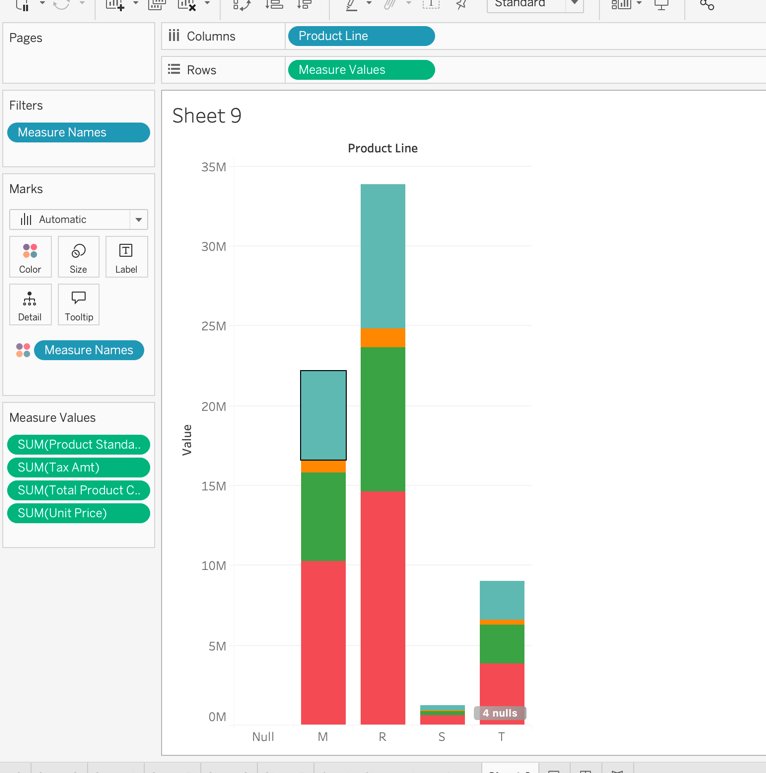 Standard
Pages
Columns
Product Line
Rows
Measure Values
Filters
Measure Names
Marks
Automatic
Color
Size
Label
Detail
Tooltip
Measure Names
Measure Values
SUM(Product Standa..
SUM(Tax Amt)
SUM(Total Product C..
SUM(Unit Price)
Sheet 9
Product Line
35M
30M
25M
20M
15M
10M
5M
0M
Value
4 nulls
Null
M
R
S
T